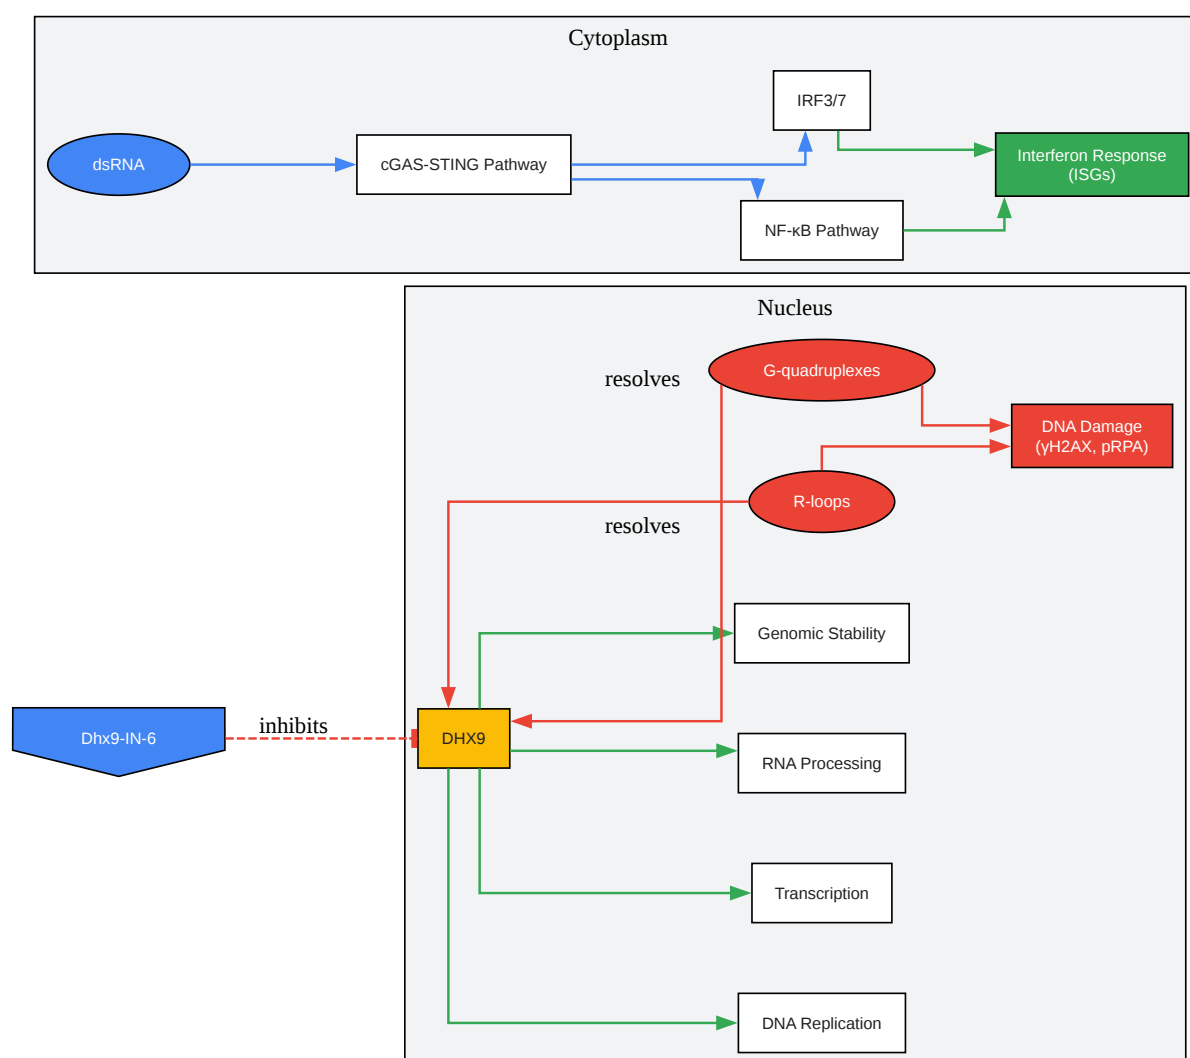 Cytoplasm
IRF3/7
dsRNA
cGAS-STING Pathway
Interferon Response
(ISGs)
NF-κB Pathway
Nucleus
resolves
G-quadruplexes
DNA Damage
(γH2AX, pRPA)
R-loops
resolves
Genomic Stability
Dhx9-IN-6
inhibits
DHX9
RNA Processing
Transcription
DNA Replication